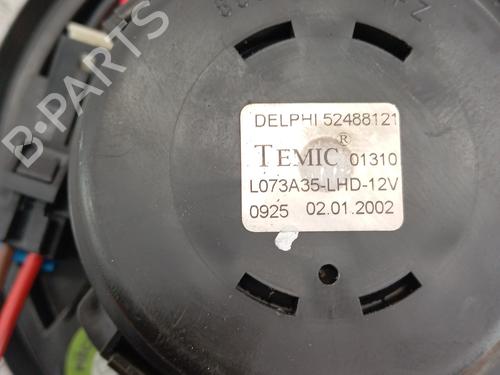 DELPHI 52488121
TEMIC® 01310
L073A35-LHD-12V
0925 02.01.2002
B-PARTS